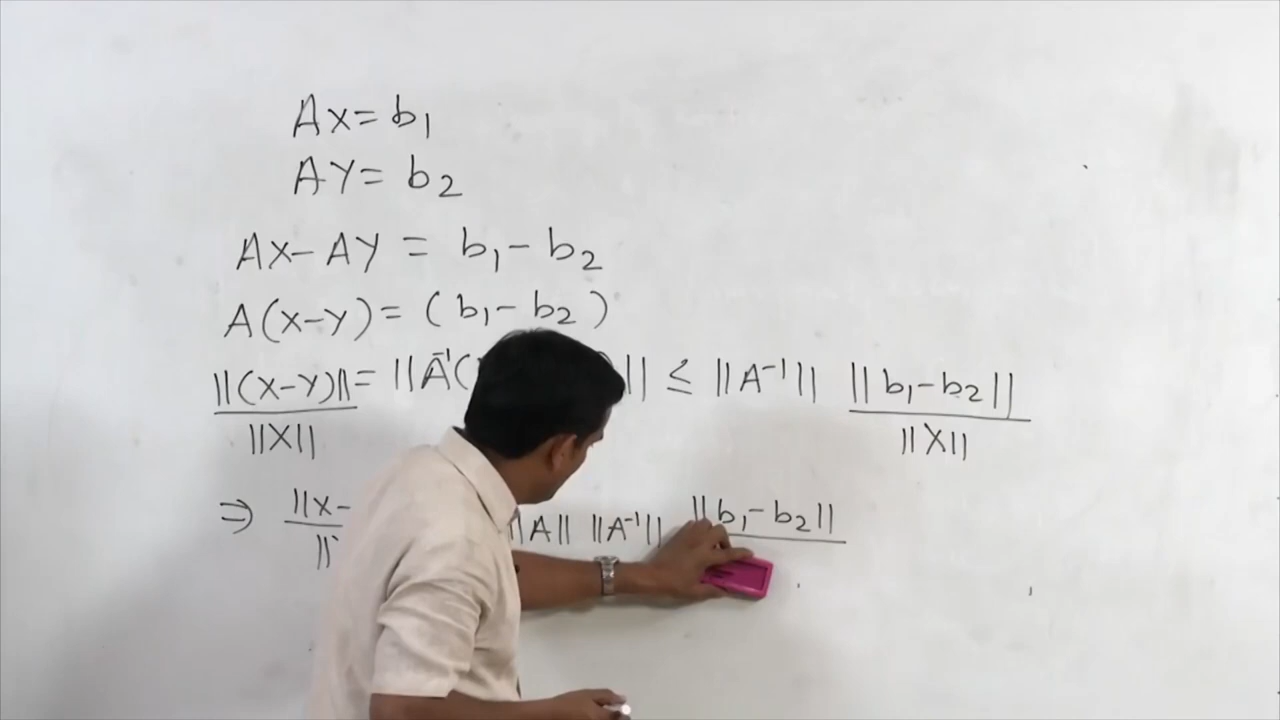 Ax = b₁
AY = b₂
Ax - AY = b₁ - b₂
A(x-y) = (b₁ - b₂)
||(x-y)|| = ||A⁻¹( || ≤ ||A⁻¹|| ||b₁-b₂||
||X|| ||X||
⇒ ||x- ||A|| ||A⁻¹|| ||b₁-b₂||
||